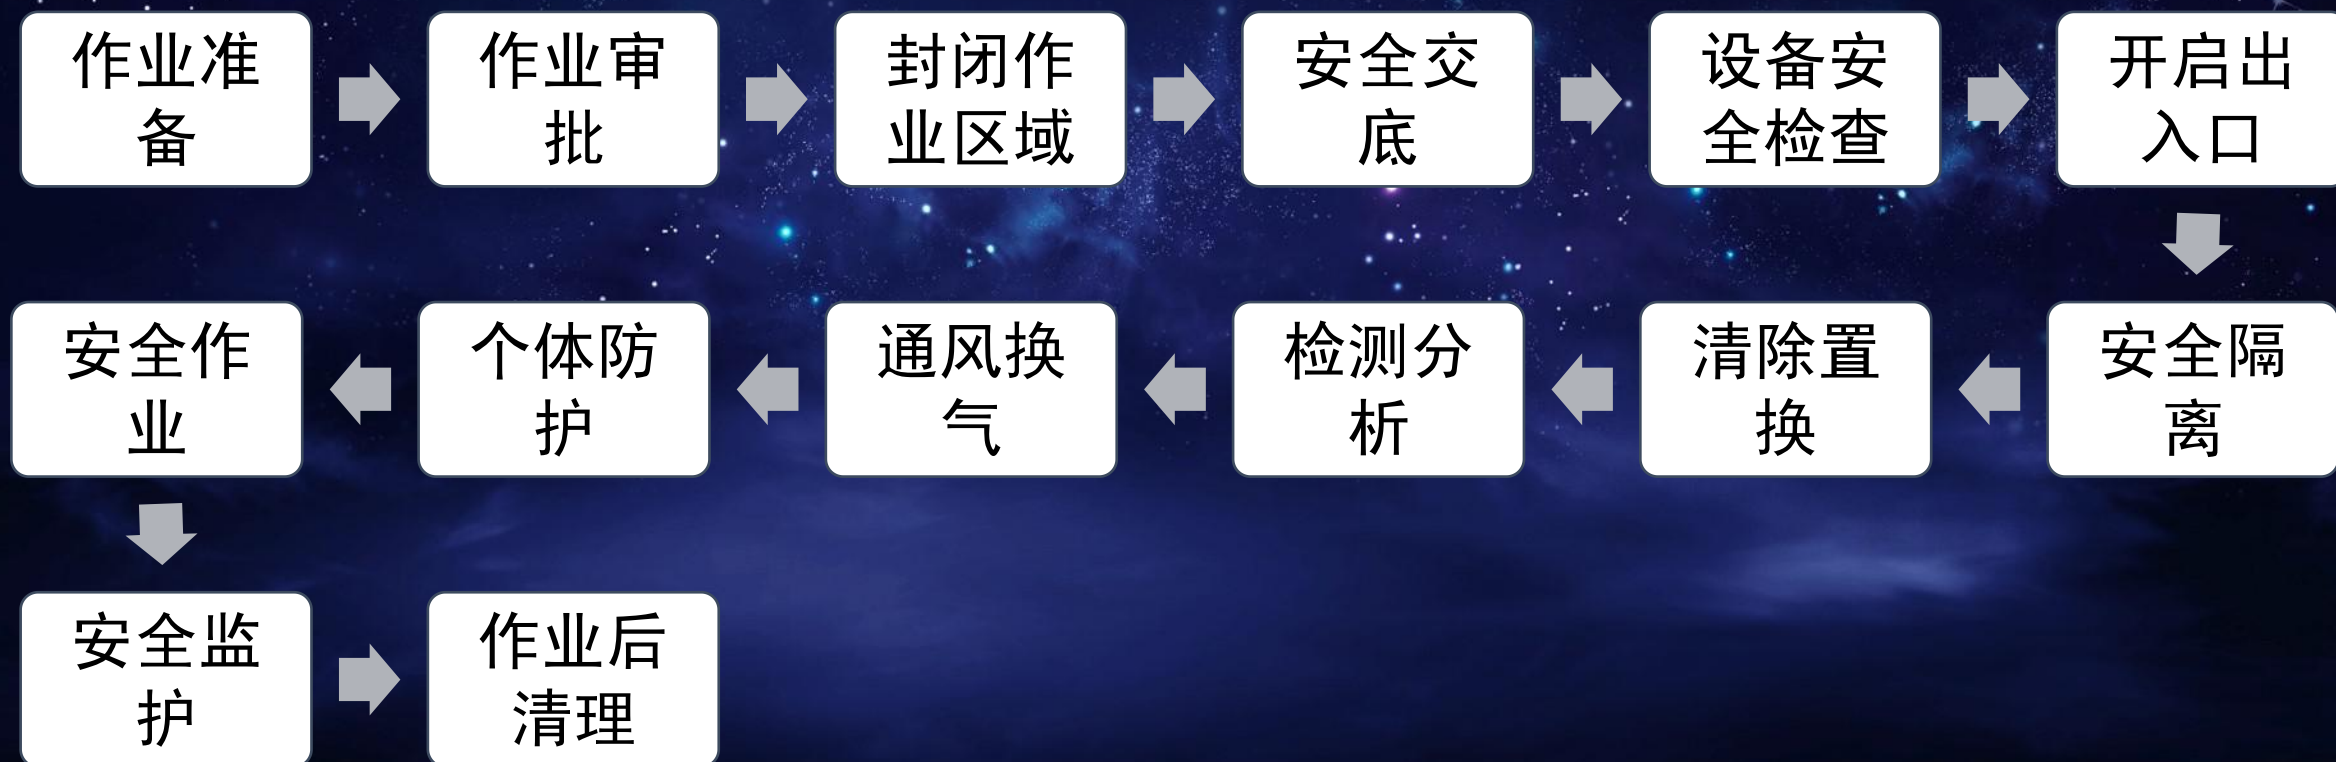 作业准
备
作业审
批
封闭作
业区域
安全交
底
设备安
全检查
开启出
入口
安全隔
离
清除置
换
检测分
析
通风换
气
个体防
护
安全作
业
安全监
护
作业后
清理